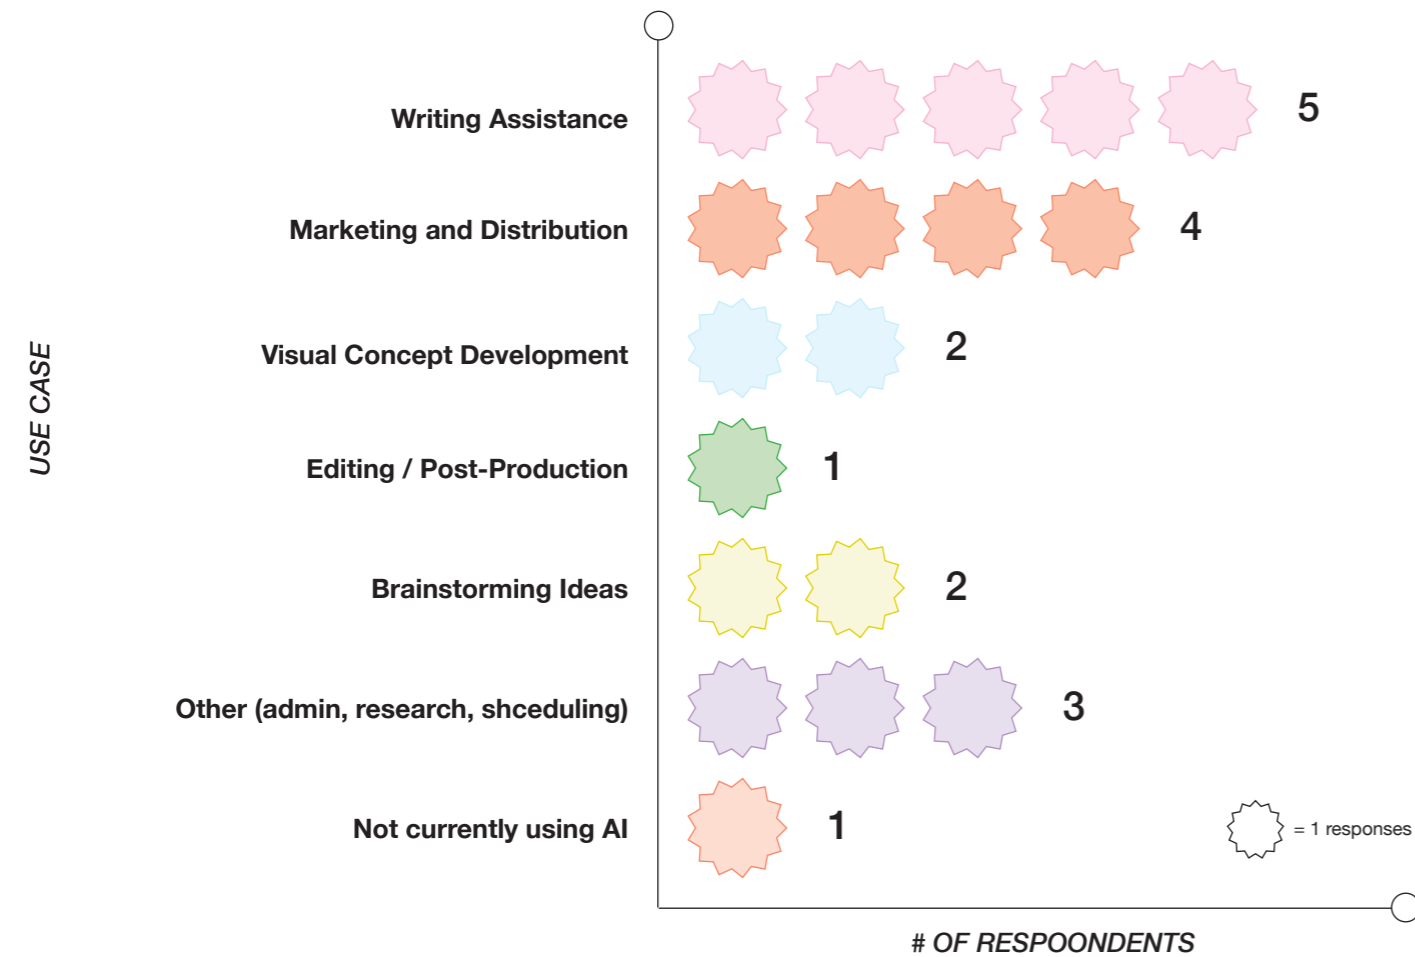 Writing Assistance
5
Marketing and Distribution
4
Visual Concept Development
2
USE CASE
Editing / Post-Production
1
Brainstorming Ideas
2
Other (admin, research, shceduling)
3
Not currently using AI
1
= 1 responses
# OF RESPOONDENTS